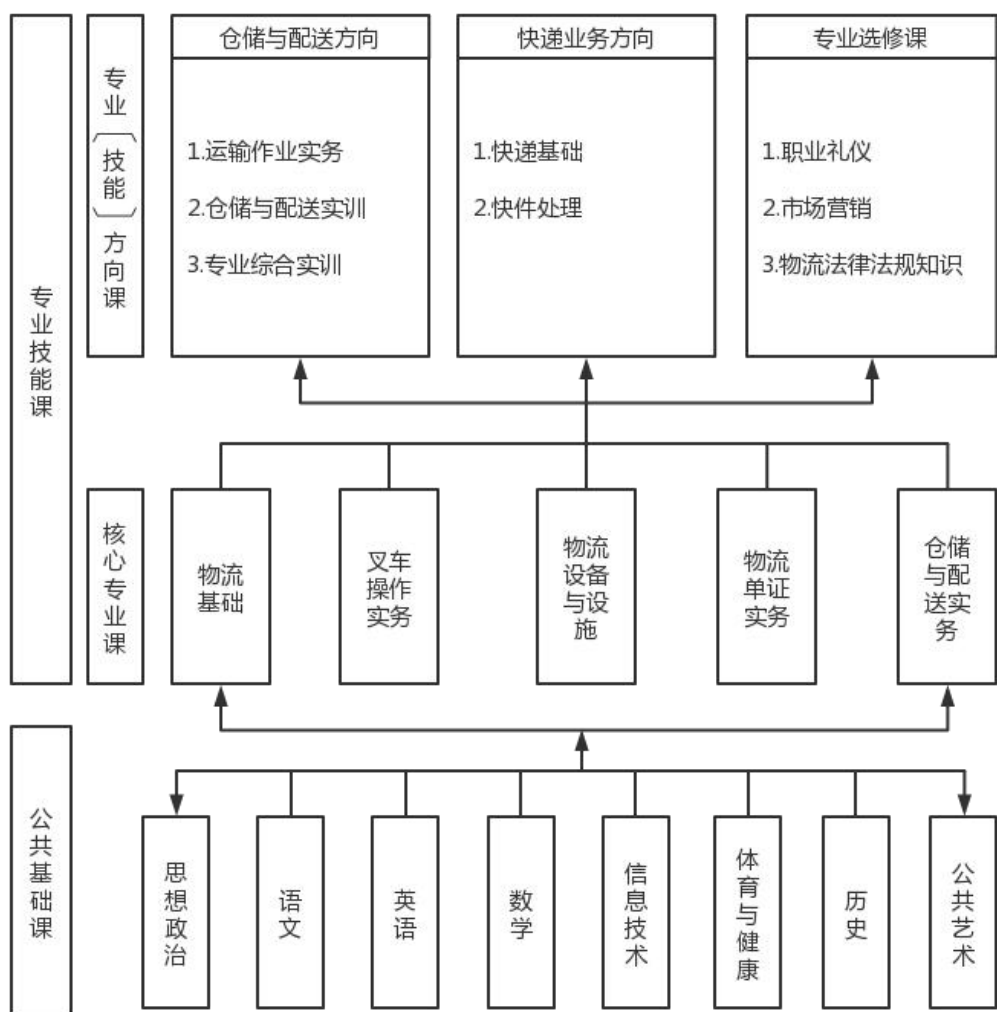 专业技能课
专业（技能）方向课
仓储与配送方向
1.运输作业实务
2.仓储与配送实训
3.专业综合实训
快递业务方向
1.快递基础
2.快件处理
专业选修课
1.职业礼仪
2.市场营销
3.物流法律法规知识
核心专业课
物流
基础
叉车
操作
实务
物流
设备
与设
施
物流
单证
实务
仓储
与配
送实
务
公共基础课
思想政治
语文
英语
数学
信息技术
体育与健康
历史
公共艺术